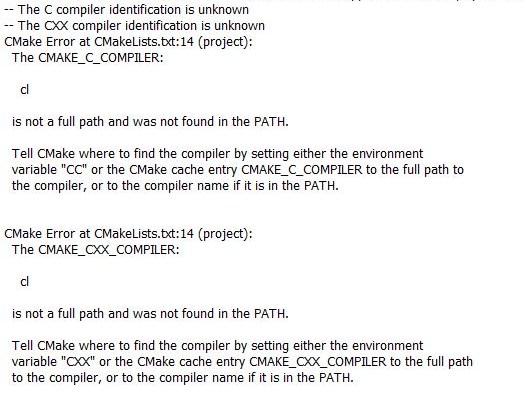 -- The C compiler identification is unknown
-- The CXX compiler identification is unknown
CMake Error at CMakeLists.txt:14 (project):
The CMAKE_C_COMPILER:
cl
is not a full path and was not found in the PATH.
Tell CMake where to find the compiler by setting either the environment
variable "CC" or the CMake cache entry CMAKE_C_COMPILER to the full path to
the compiler, or to the compiler name if it is in the PATH.
CMake Error at CMakeLists.txt:14 (project):
The CMAKE_CXX_COMPILER:
cl
is not a full path and was not found in the PATH.
Tell CMake where to find the compiler by setting either the environment
variable "CXX" or the CMake cache entry CMAKE_CXX_COMPILER to the full path
to the compiler, or to the compiler name if it is in the PATH.